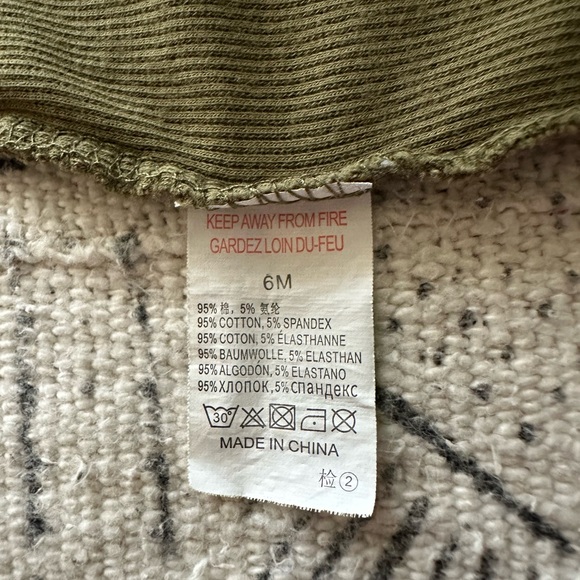 KEEP AWAY FROM FIRE
GARDEZ LOIN DU-FEU
6M
95% 棉, 5% 氨纶
95% COTTON, 5% SPANDEX
95% COTON, 5% ÉLASTHANNE
95% BAUMWOLLE, 5% ELASTHAN
95% ALGODÓN, 5% ELASTANO
95% ХЛОПОК, 5% спандекс
30°
MADE IN CHINA
检②